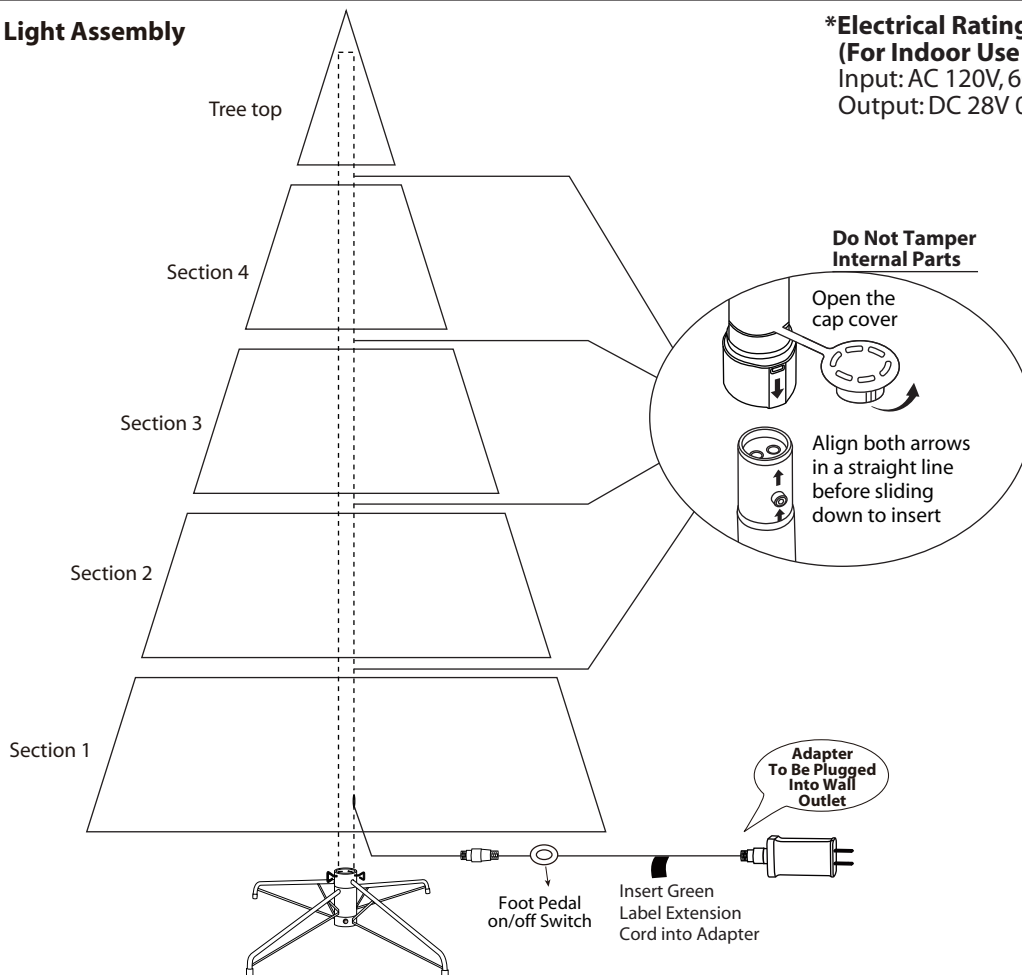 Light Assembly
*Electrical Rating
(For Indoor Use
Input: AC 120V, 6
Output: DC 28V 0
Tree top
Section 4
Section 3
Section 2
Section 1
Do Not Tamper
Internal Parts
Open the
cap cover
Align both arrows
in a straight line
before sliding
down to insert
Adapter
To Be Plugged
Into Wall
Outlet
Foot Pedal
on/off Switch
Insert Green
Label Extension
Cord into Adapter